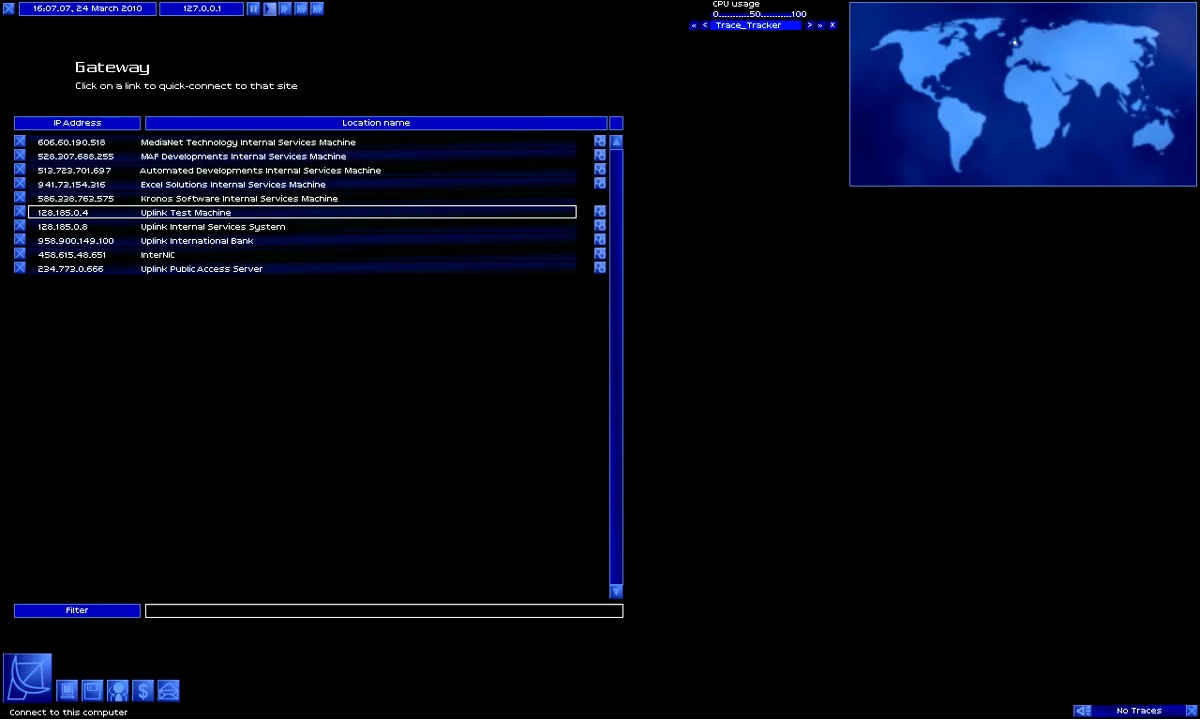 16:07.07, 24 March 2010
127.0.0.1
CPU usage
0...........50...........100
« < Trace_Tracker > » x
Gateway
Click on a link to quick-connect to that site
IP Address Location name
606.60.190.518 MediaNet Technology Internal Services Machine
528.307.688.255 MAF Developments Internal Services Machine
513.723.701.697 Automated Developments Internal Services Machine
941.73.154.316 Excel Solutions Internal Services Machine
586.338.763.575 Kronos Software Internal Services Machine
128.185.0.4 Uplink Test Machine
128.185.0.8 Uplink Internal Services System
958.900.149.100 Uplink International Bank
458.615.48.651 InterNIC
234.773.0.666 Uplink Public Access Server
Filter
$
Connect to this computer
No Traces